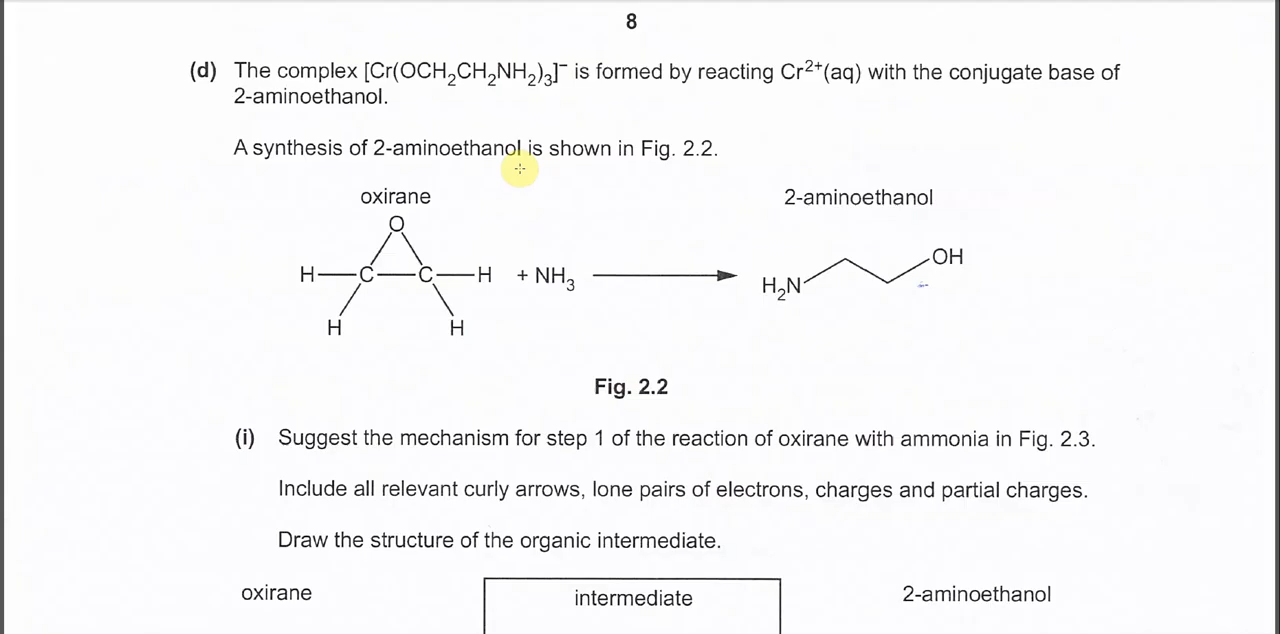 8
(d) The complex [Cr(OCH₂CH₂NH₂)₃]⁻ is formed by reacting Cr²⁺(aq) with the conjugate base of
2-aminoethanol.
A synthesis of 2-aminoethanol is shown in Fig. 2.2.
oxirane
2-aminoethanol
O
H C C H + NH₃
H H
H₂N OH
Fig. 2.2
(i) Suggest the mechanism for step 1 of the reaction of oxirane with ammonia in Fig. 2.3.
Include all relevant curly arrows, lone pairs of electrons, charges and partial charges.
Draw the structure of the organic intermediate.
oxirane
intermediate
2-aminoethanol